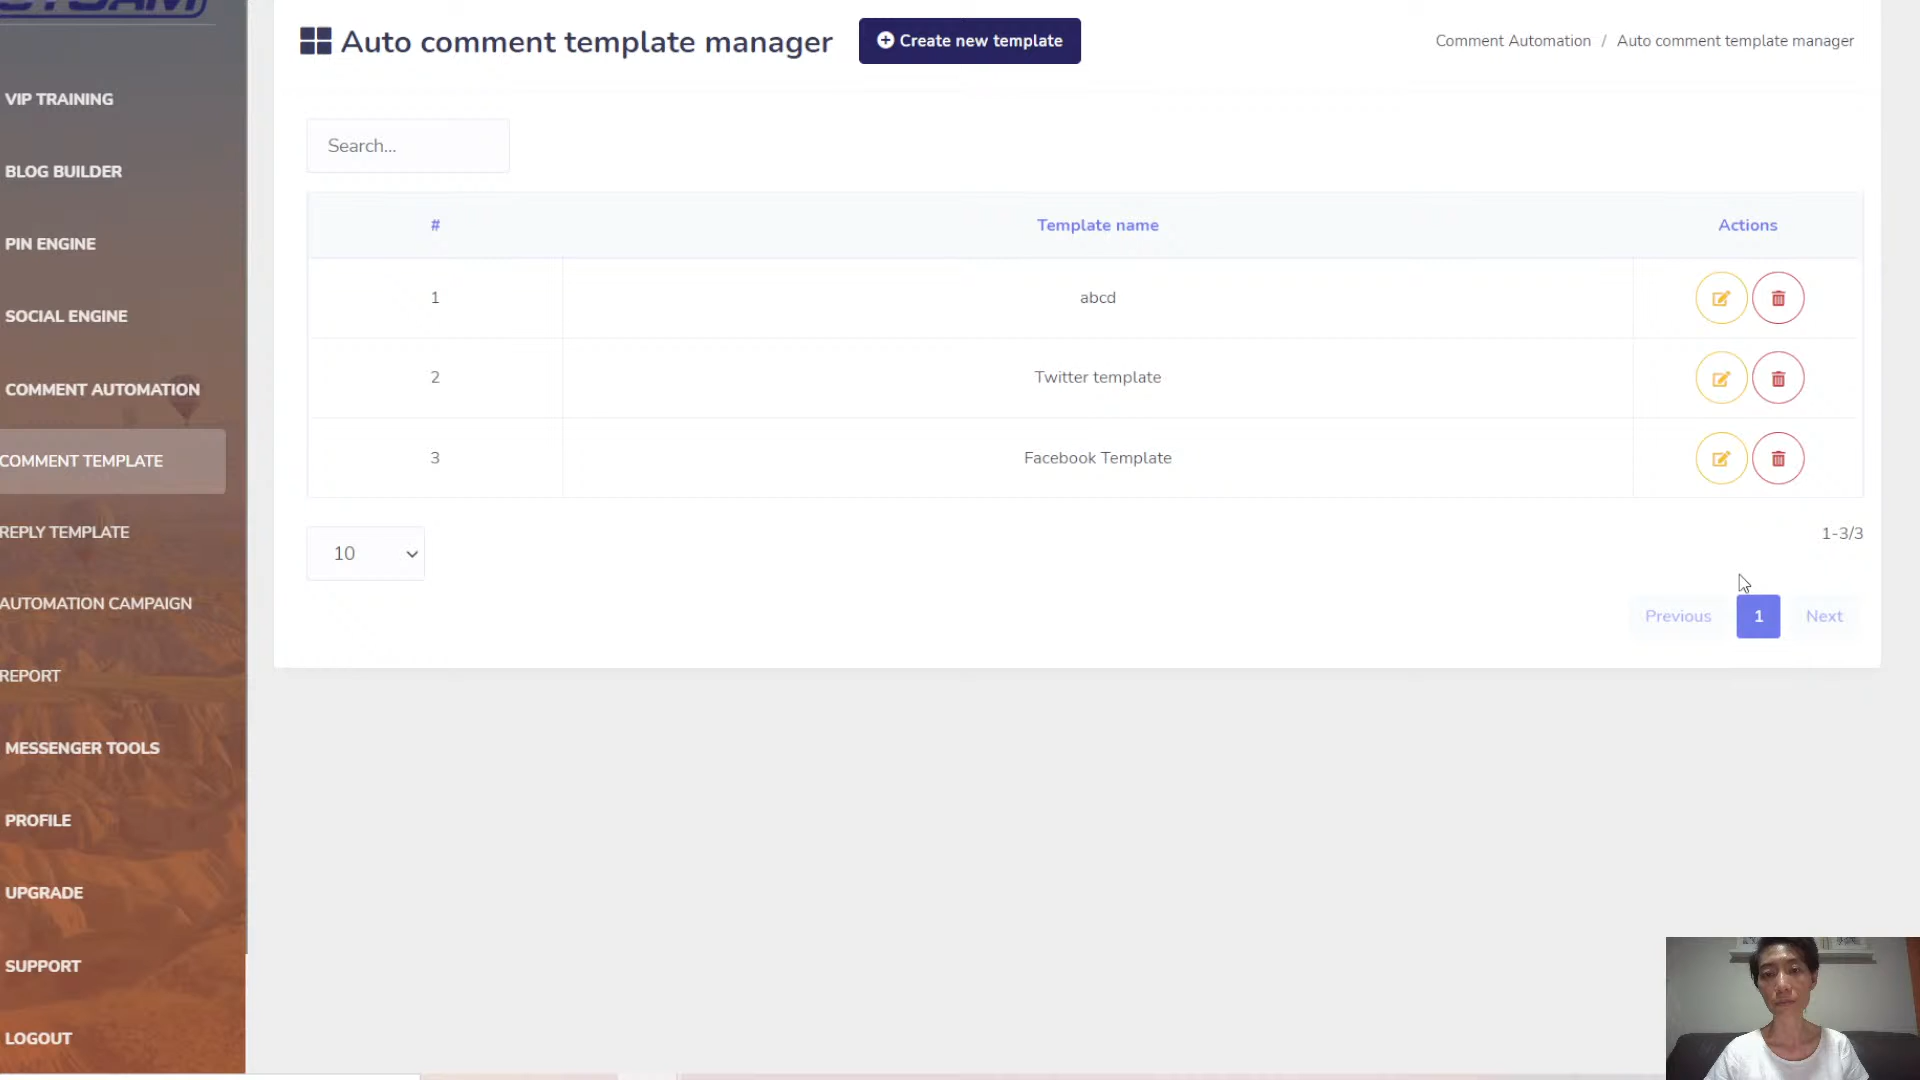 Auto comment template manager
Create new template
Comment Automation / Auto comment template manager
VIP TRAINING
BLOG BUILDER
PIN ENGINE
SOCIAL ENGINE
COMMENT AUTOMATION
COMMENT TEMPLATE
REPLY TEMPLATE
AUTOMATION CAMPAIGN
REPORT
MESSENGER TOOLS
PROFILE
UPGRADE
SUPPORT
LOGOUT
Search...
# Template name Actions
1 abcd
2 Twitter template
3 Facebook Template
10
1-3/3
Previous 1 Next